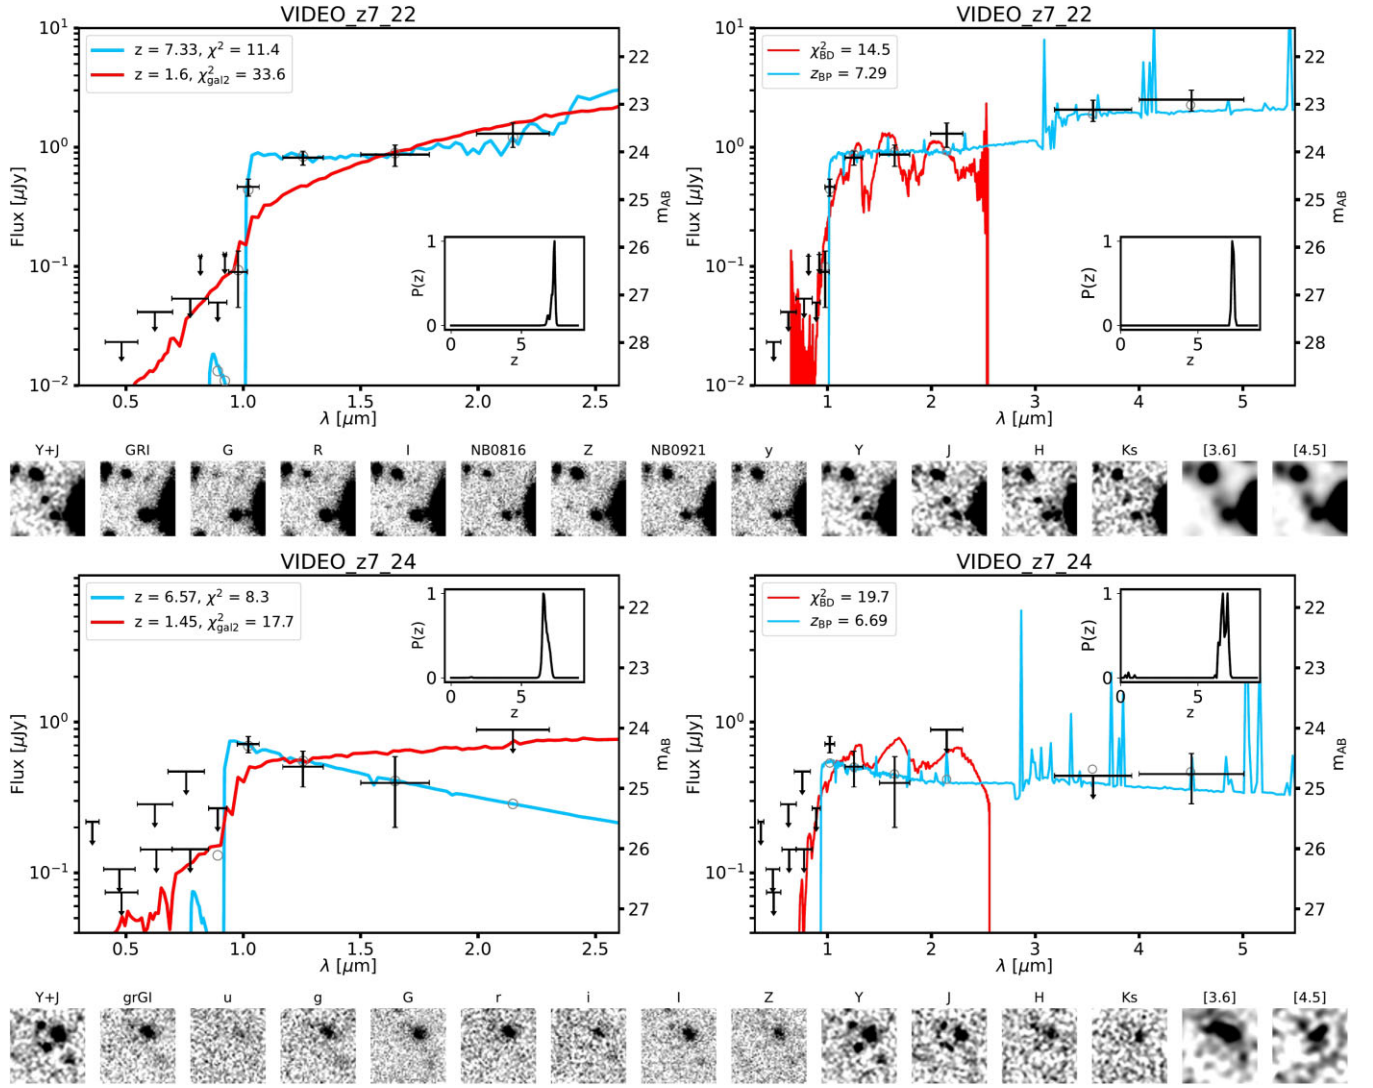 VIDEO_z7_22
z = 7.33, χ² = 11.4
z = 1.6, χ²gal2 = 33.6
Flux [μJy]
10¹
10⁰
10⁻¹
10⁻²
0.5 1.0 1.5 2.0 2.5
λ [μm]
22
23
24
25
26
27
28
mAB
P(z)
1
0
0 5
z
VIDEO_z7_22
χ²BD = 14.5
zBP = 7.29
Flux [μJy]
10¹
10⁰
10⁻¹
10⁻²
1 2 3 4 5
λ [μm]
22
23
24
25
26
27
28
mAB
P(z)
1
0
0 5
z
Y+J GRI G R I NB0816 Z NB0921 y Y J H Ks [3.6] [4.5]
VIDEO_z7_24
z = 6.57, χ² = 8.3
z = 1.45, χ²gal2 = 17.7
Flux [μJy]
10⁰
10⁻¹
0.5 1.0 1.5 2.0 2.5
λ [μm]
22
23
24
25
26
27
mAB
P(z)
1
0
0 5
z
VIDEO_z7_24
χ²BD = 19.7
zBP = 6.69
Flux [μJy]
10⁰
10⁻¹
1 2 3 4 5
λ [μm]
22
23
24
25
26
27
mAB
P(z)
1
0
0 5
z
Y+J grGI u g G r i I Z Y J H Ks [3.6] [4.5]